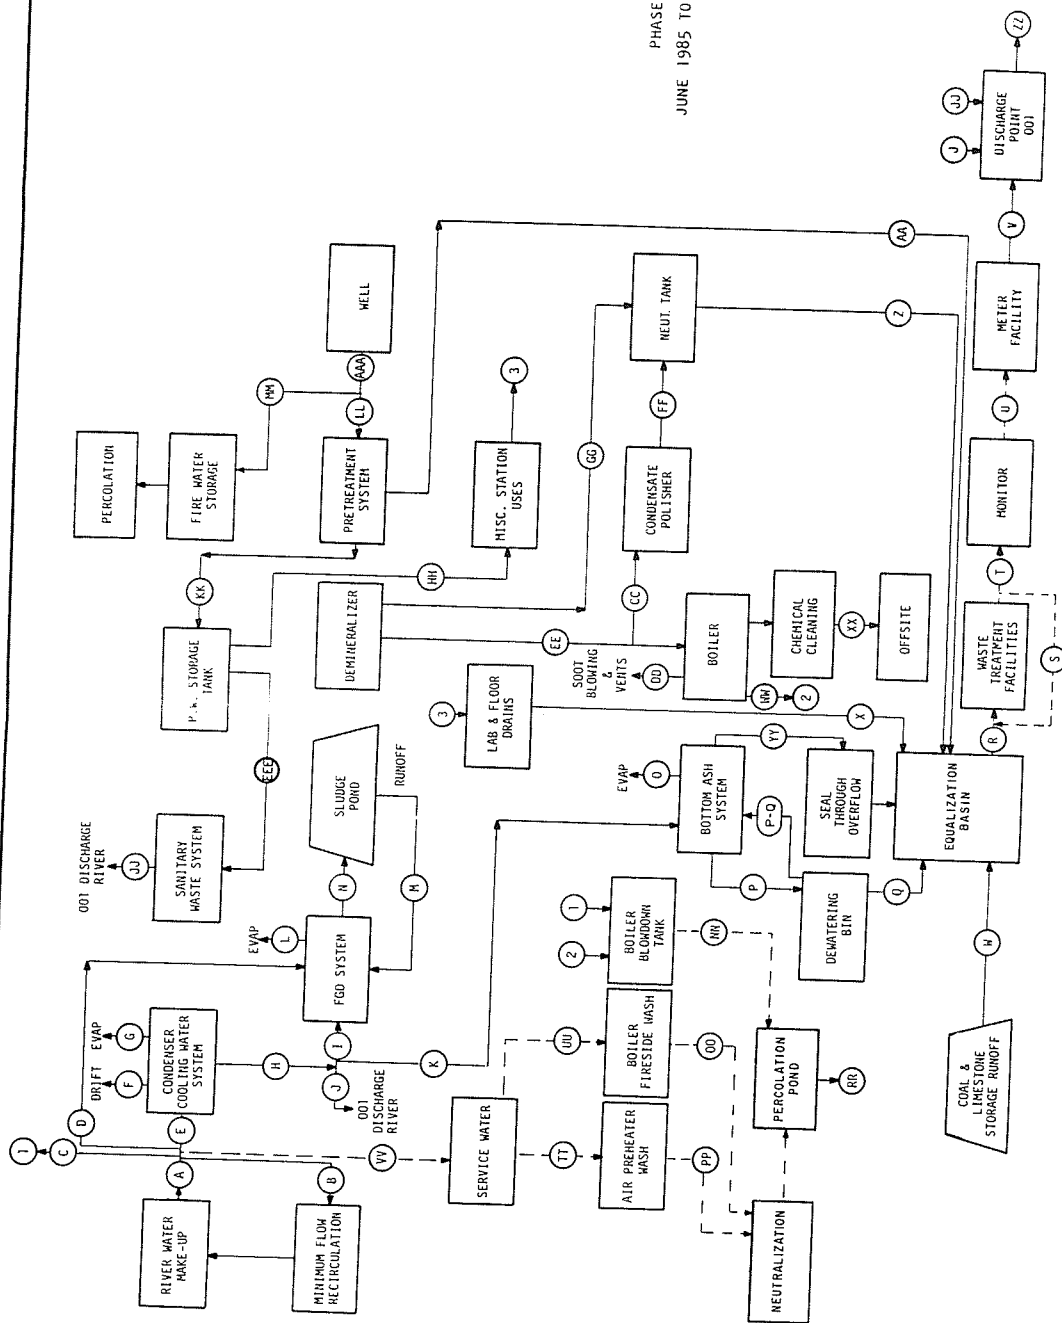 PHASE
JUNE 1985 TO
ZZ
JJ
J
DISCHARGE
POINT
001
V
METER
FACILITY
U
MONITOR
T
S
WASTE
TREATMENT
FACILITIES
R
WELL
AAA
MM
LL
PERCOLATION
FIRE WATER
STORAGE
PRETREATMENT
SYSTEM
AA
KK
P.W. STORAGE
TANK
HH
MISC. STATION
USES
3
EEE
DEMINERALIZER
GG
NEUT. TANK
Z
FF
CONDENSATE
POLISHER
CC
EE
SOOT
BLOWING
&
VENTS
DD
BOILER
WW
2
CHEMICAL
CLEANING
XX
OFFSITE
3
LAB & FLOOR
DRAINS
X
001 DISCHARGE
RIVER
JJ
SANITARY
WASTE SYSTEM
SLUDGE
POND
RUNOFF
N
M
EVAP
L
FGD SYSTEM
EVAP
O
BOTTOM ASH
SYSTEM
YY
P-Q
P
SEAL
THROUGH
OVERFLOW
DEWATERING
BIN
Q
EQUALIZATION
BASIN
W
COAL &
LIMESTONE
STORAGE RUNOFF
D
DRIFT
EVAP
F
G
CONDENSER
COOLING WATER
SYSTEM
H
I
J
K
001
DISCHARGE
RIVER
1
C
E
A
B
RIVER WATER
MAKE-UP
MINIMUM FLOW
RECIRCULATION
VV
SERVICE WATER
UU
TT
1
2
BOILER
BLOWDOWN
TANK
NN
BOILER
FIRESIDE WASH
OO
AIR PREHEATER
WASH
PP
PERCOLATION
POND
RR
NEUTRALIZATION